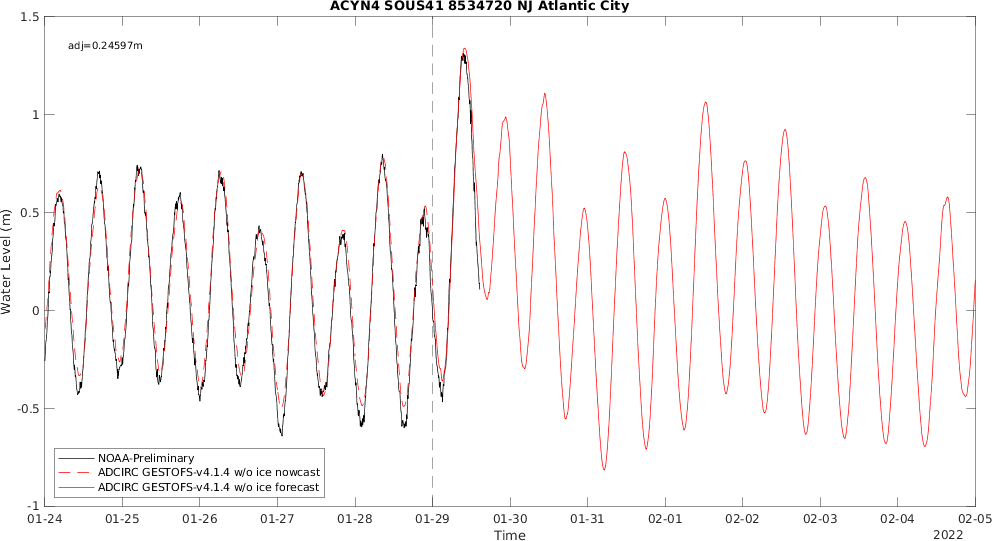 ACYN4 SOUS41 8534720 NJ Atlantic City
1.5
adj=0.24597m
1
0.5
0
-0.5
-1
Water Level (m)
NOAA-Preliminary
ADCIRC GESTOFS-v4.1.4 w/o ice nowcast
ADCIRC GESTOFS-v4.1.4 w/o ice forecast
01-24 01-25 01-26 01-27 01-28 01-29 01-30 01-31 02-01 02-02 02-03 02-04 02-05
Time
2022